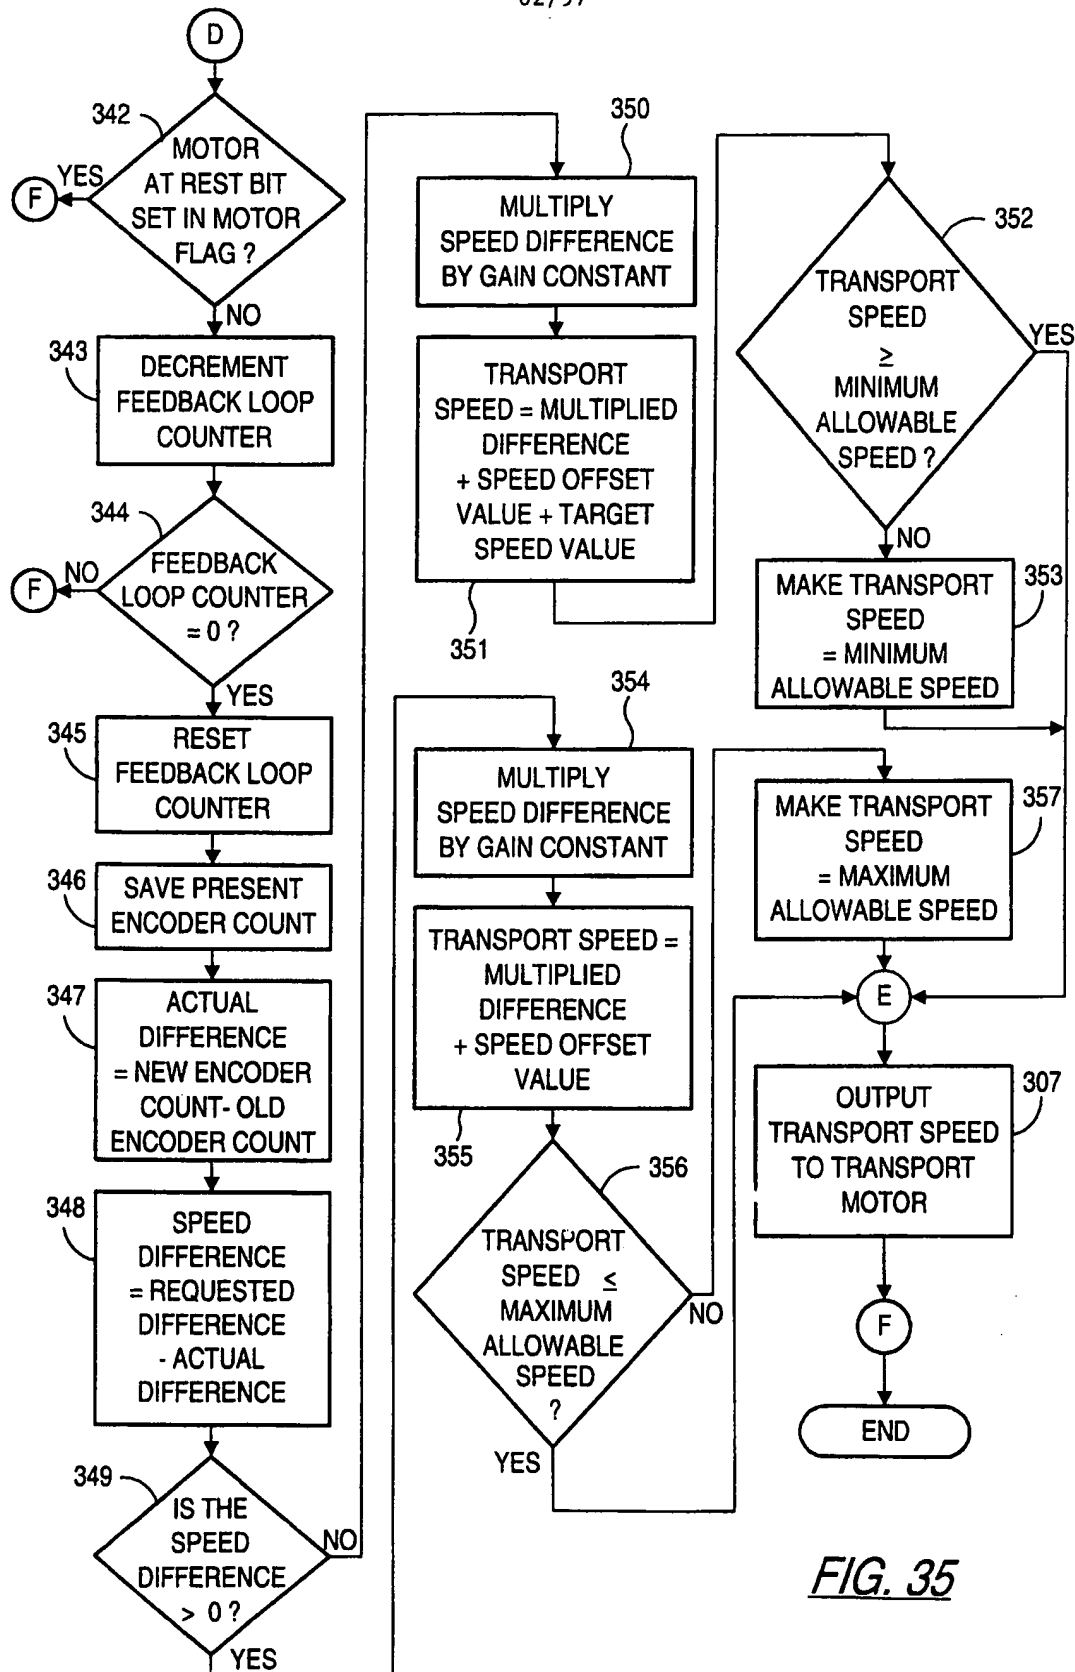 D
342
MOTOR
AT REST BIT
SET IN MOTOR
FLAG ?
YES
F
NO
343
DECREMENT
FEEDBACK LOOP
COUNTER
344
FEEDBACK
LOOP COUNTER
= 0 ?
NO
F
YES
345
RESET
FEEDBACK LOOP
COUNTER
346
SAVE PRESENT
ENCODER COUNT
347
ACTUAL
DIFFERENCE
= NEW ENCODER
COUNT- OLD
ENCODER COUNT
348
SPEED
DIFFERENCE
= REQUESTED
DIFFERENCE
- ACTUAL
DIFFERENCE
349
IS THE
SPEED
DIFFERENCE
> 0 ?
NO
YES
350
MULTIPLY
SPEED DIFFERENCE
BY GAIN CONSTANT
TRANSPORT
SPEED = MULTIPLIED
DIFFERENCE
+ SPEED OFFSET
VALUE + TARGET
SPEED VALUE
351
352
TRANSPORT
SPEED
≥
MINIMUM
ALLOWABLE
SPEED ?
YES
NO
353
MAKE TRANSPORT
SPEED
= MINIMUM
ALLOWABLE SPEED
354
MULTIPLY
SPEED DIFFERENCE
BY GAIN CONSTANT
TRANSPORT SPEED =
MULTIPLIED
DIFFERENCE
+ SPEED OFFSET
VALUE
355
356
TRANSPORT
SPEED ≤
MAXIMUM
ALLOWABLE
SPEED
?
NO
YES
357
MAKE TRANSPORT
SPEED
= MAXIMUM
ALLOWABLE SPEED
E
307
OUTPUT
TRANSPORT SPEED
TO TRANSPORT
MOTOR
F
END
FIG. 35